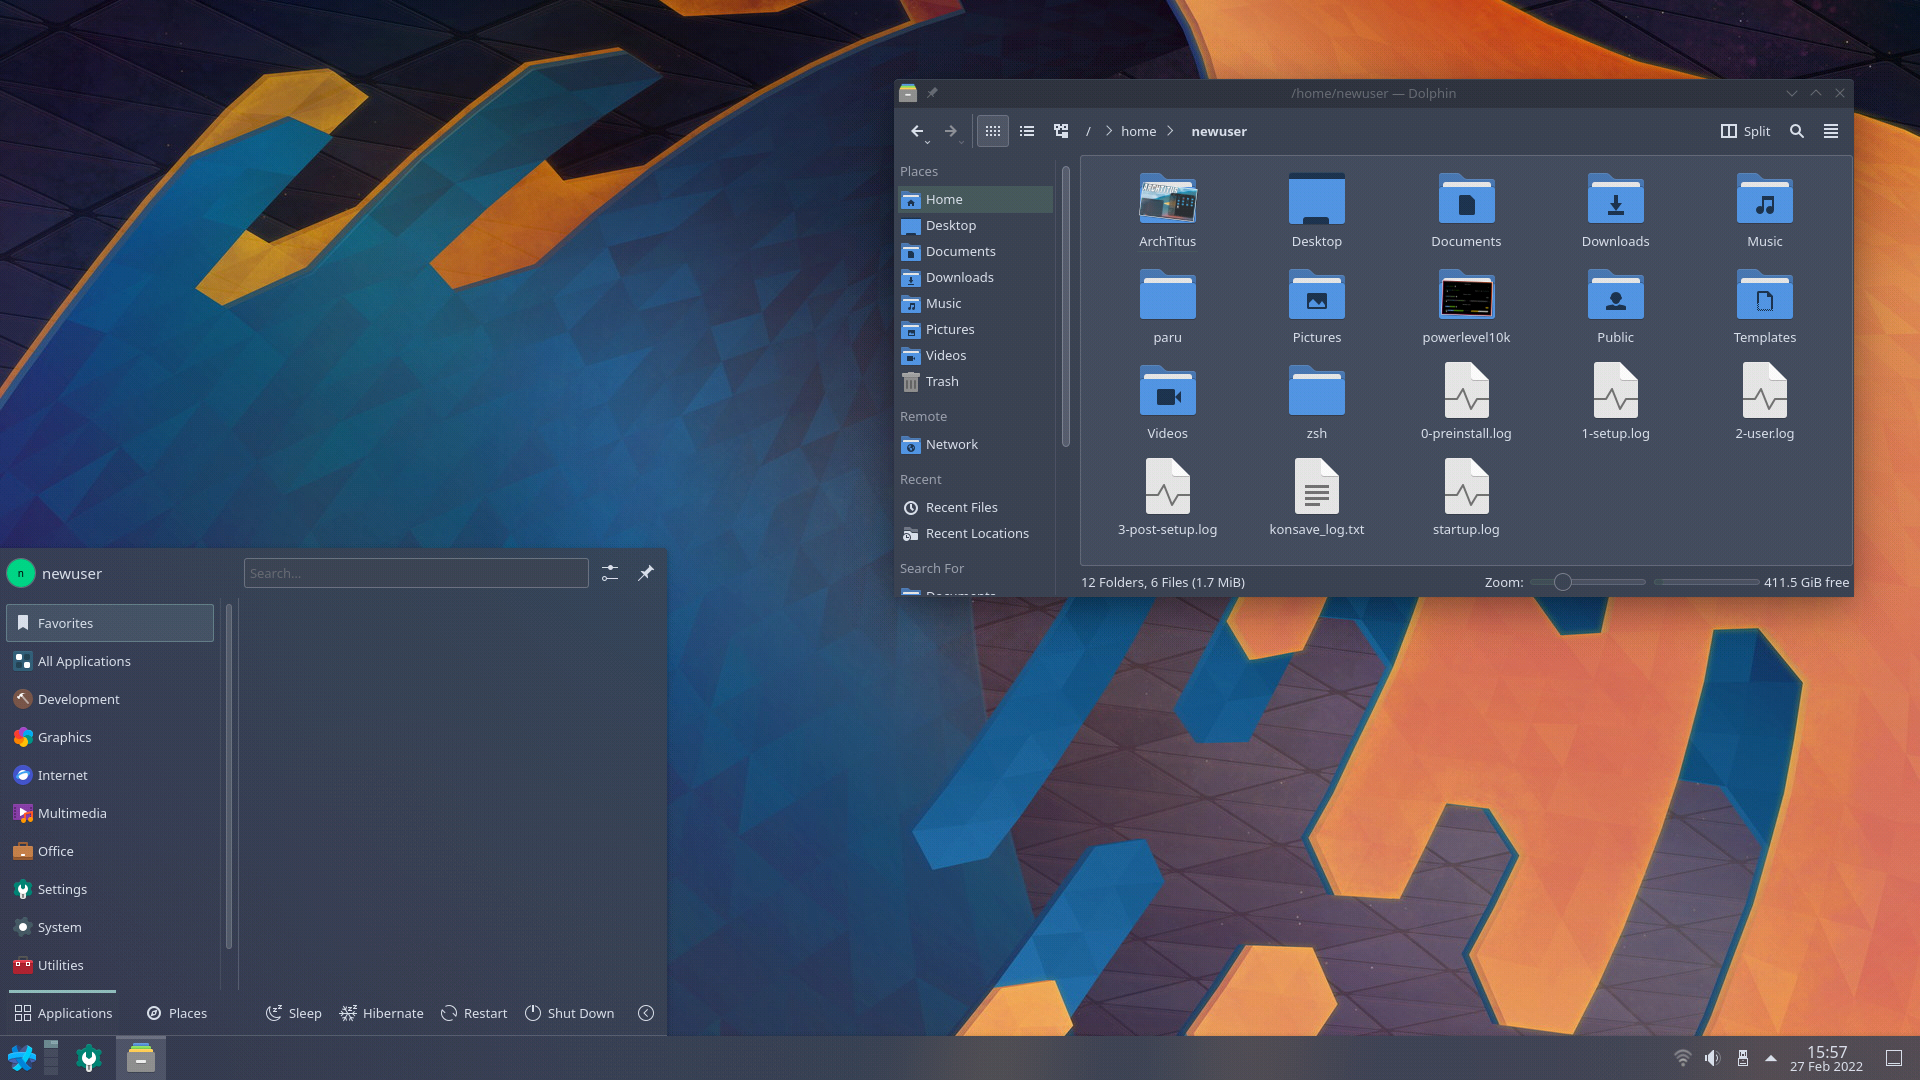 /home/newuser — Dolphin
/ home newuser
Split
Places
Home
Desktop
Documents
Downloads
Music
Pictures
Videos
Trash
Remote
Network
Recent
Recent Files
Recent Locations
Search For
Documents
ARCHTITUS
ArchTitus Desktop Documents Downloads Music
paru Pictures powerlevel10k Public Templates
Videos zsh 0-preinstall.log 1-setup.log 2-user.log
3-post-setup.log konsave_log.txt startup.log
12 Folders, 6 Files (1.7 MiB) Zoom: 411.5 GiB free
n newuser Search...
Favorites
All Applications
Development
Graphics
Internet
Multimedia
Office
Settings
System
Utilities
Applications Places Sleep Hibernate Restart Shut Down
15:57
27 Feb 2022